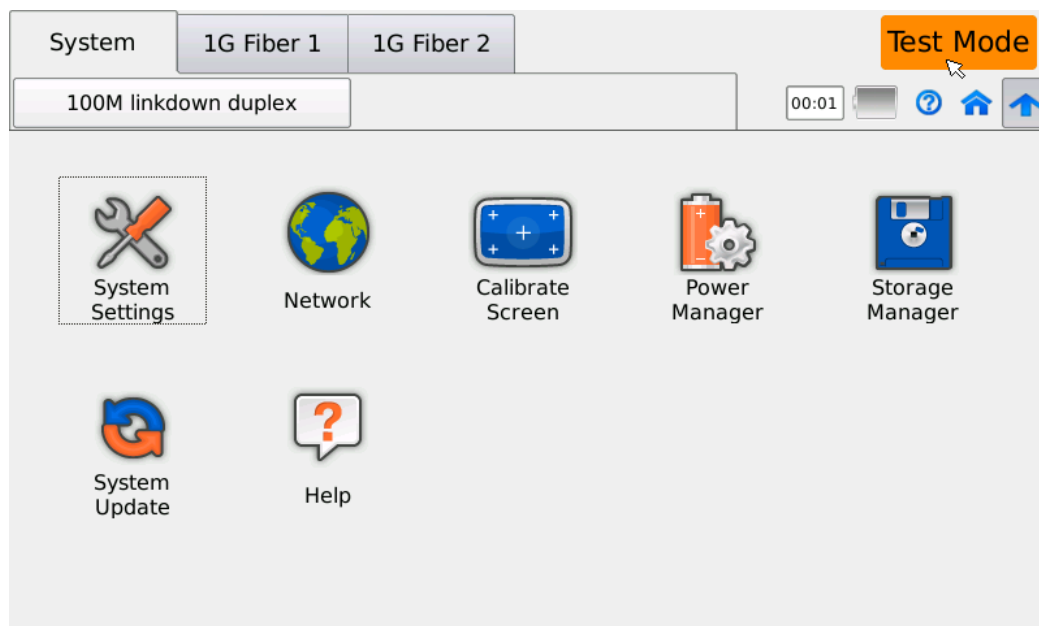 System
1G Fiber 1
1G Fiber 2
Test Mode
100M linkdown duplex
00:01
?
System
Settings
Network
Calibrate
Screen
Power
Manager
Storage
Manager
?
System
Update
Help